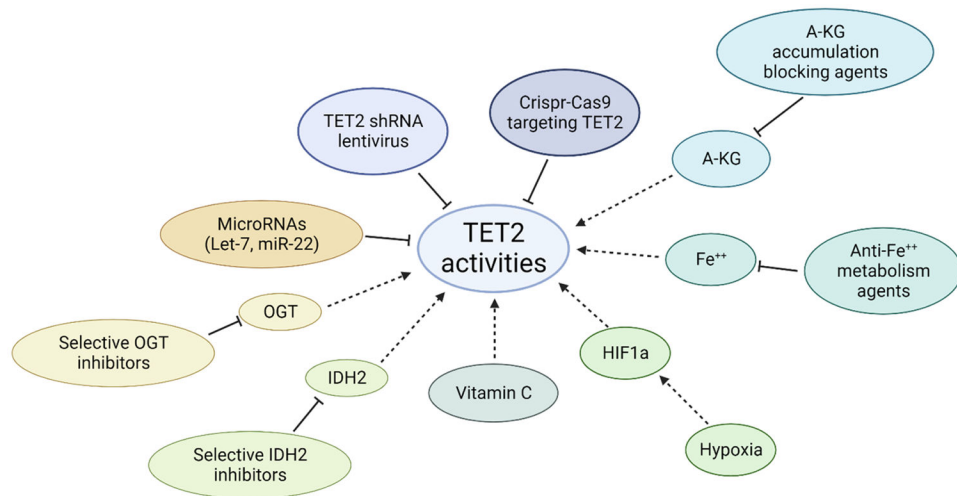 A-KG
accumulation
blocking agents
Crispr-Cas9
targeting TET2
TET2 shRNA
lentivirus
A-KG
MicroRNAs
(Let-7, miR-22)
TET2
activities
Fe⁺⁺
Anti-Fe⁺⁺
metabolism
agents
OGT
Selective OGT
inhibitors
HIF1a
IDH2
Vitamin C
Hypoxia
Selective IDH2
inhibitors